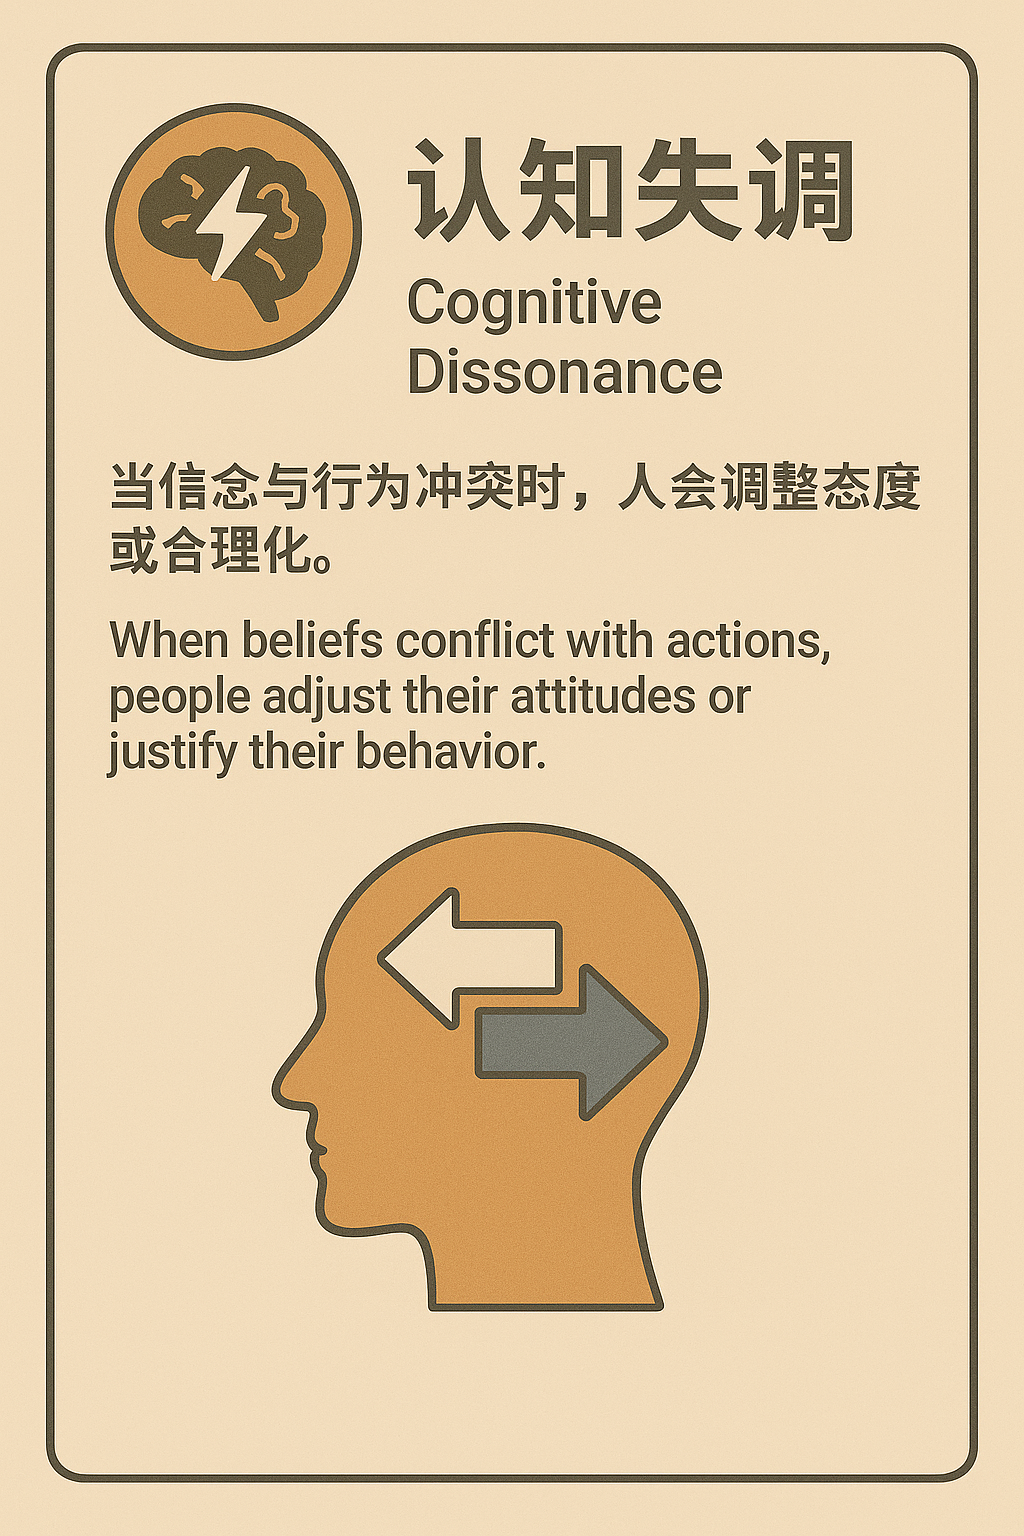 认知失调
Cognitive
Dissonance
当信念与行为冲突时，人会调整态度
或合理化。
When beliefs conflict with actions,
people adjust their attitudes or
justify their behavior.